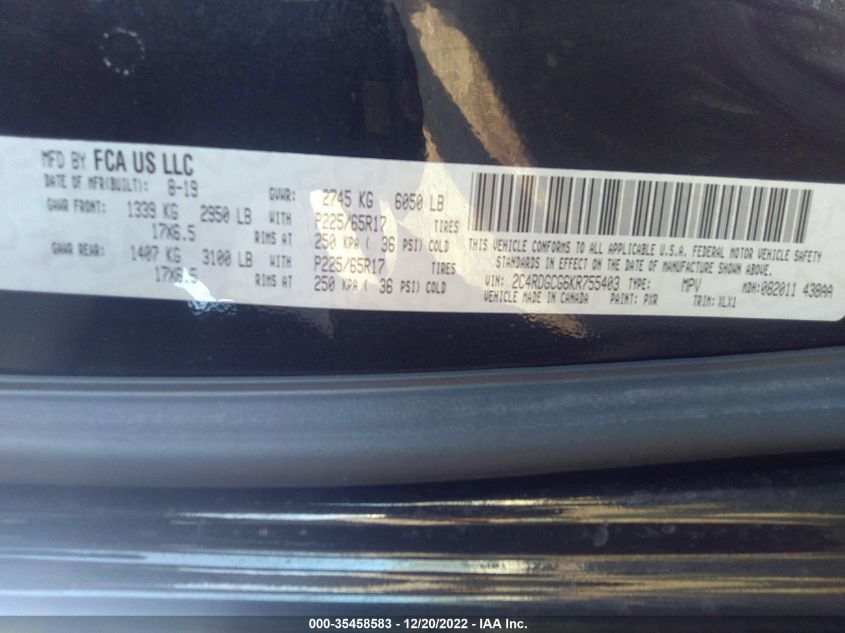 MFD BY FCA US LLC
DATE OF MFR(BUILT): 8-19 GVWR: 2745 KG 6050 LB
GAWR FRONT: 1339 KG 2950 LB WITH P225/65R17 TIRES
17X6.5 RIMS AT 250 KPA ( 36 PSI) COLD
GAWR REAR: 1407 KG 3100 LB WITH P225/65R17 TIRES
17X6.5 RIMS AT 250 KPA ( 36 PSI) COLD
THIS VEHICLE CONFORMS TO ALL APPLICABLE U.S.A. FEDERAL MOTOR VEHICLE SAFETY
STANDARDS IN EFFECT ON THE DATE OF MANUFACTURE SHOWN ABOVE.
VIN: 2C4RDGCG6KR755403 TYPE: MPV MDH: 082011 438AA
VEHICLE MADE IN CANADA PAINT: PXR TRIM: XLX1
000-35458583 - 12/20/2022 - IAA Inc.